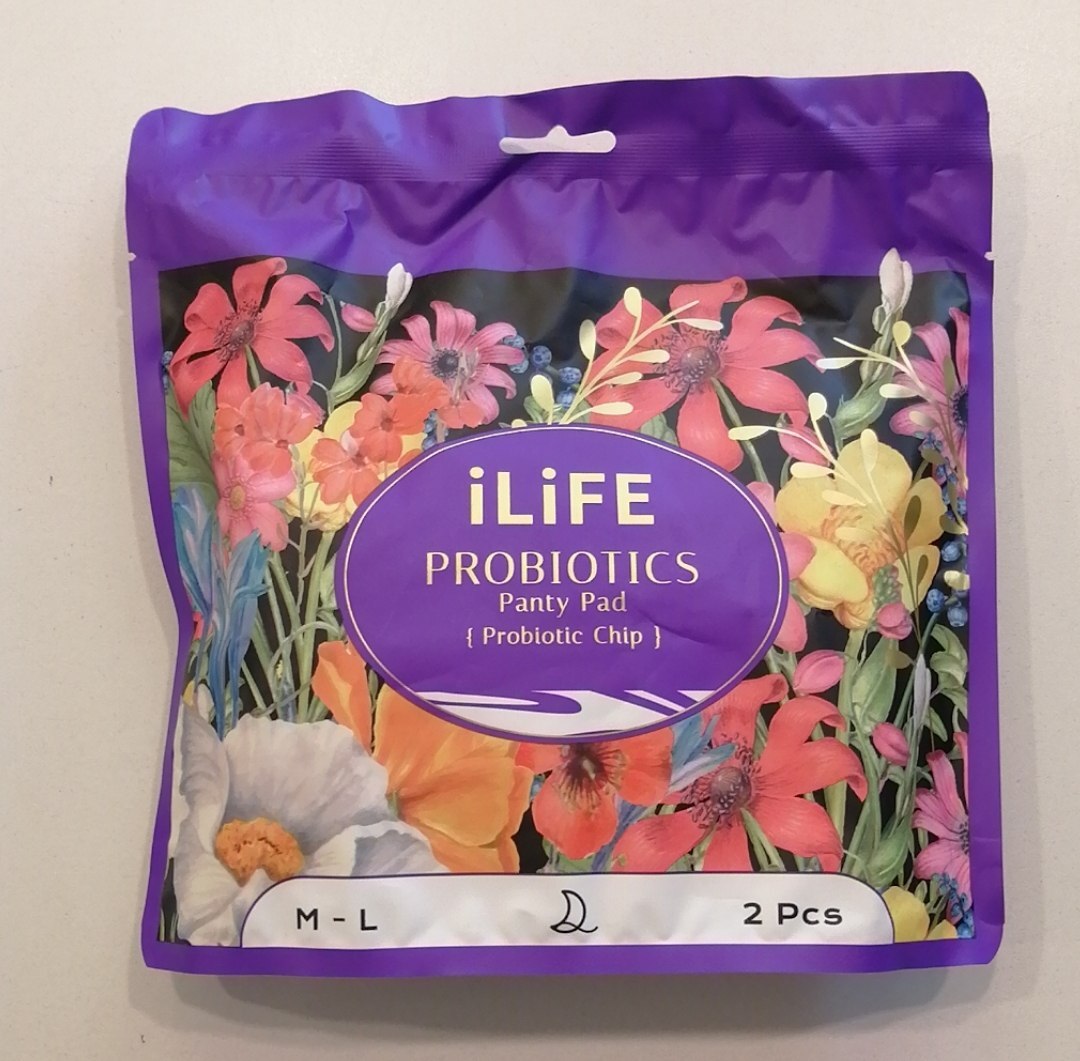 iLiFE
PROBIOTICS
Panty Pad
{ Probiotic Chip }
M - L
2 Pcs